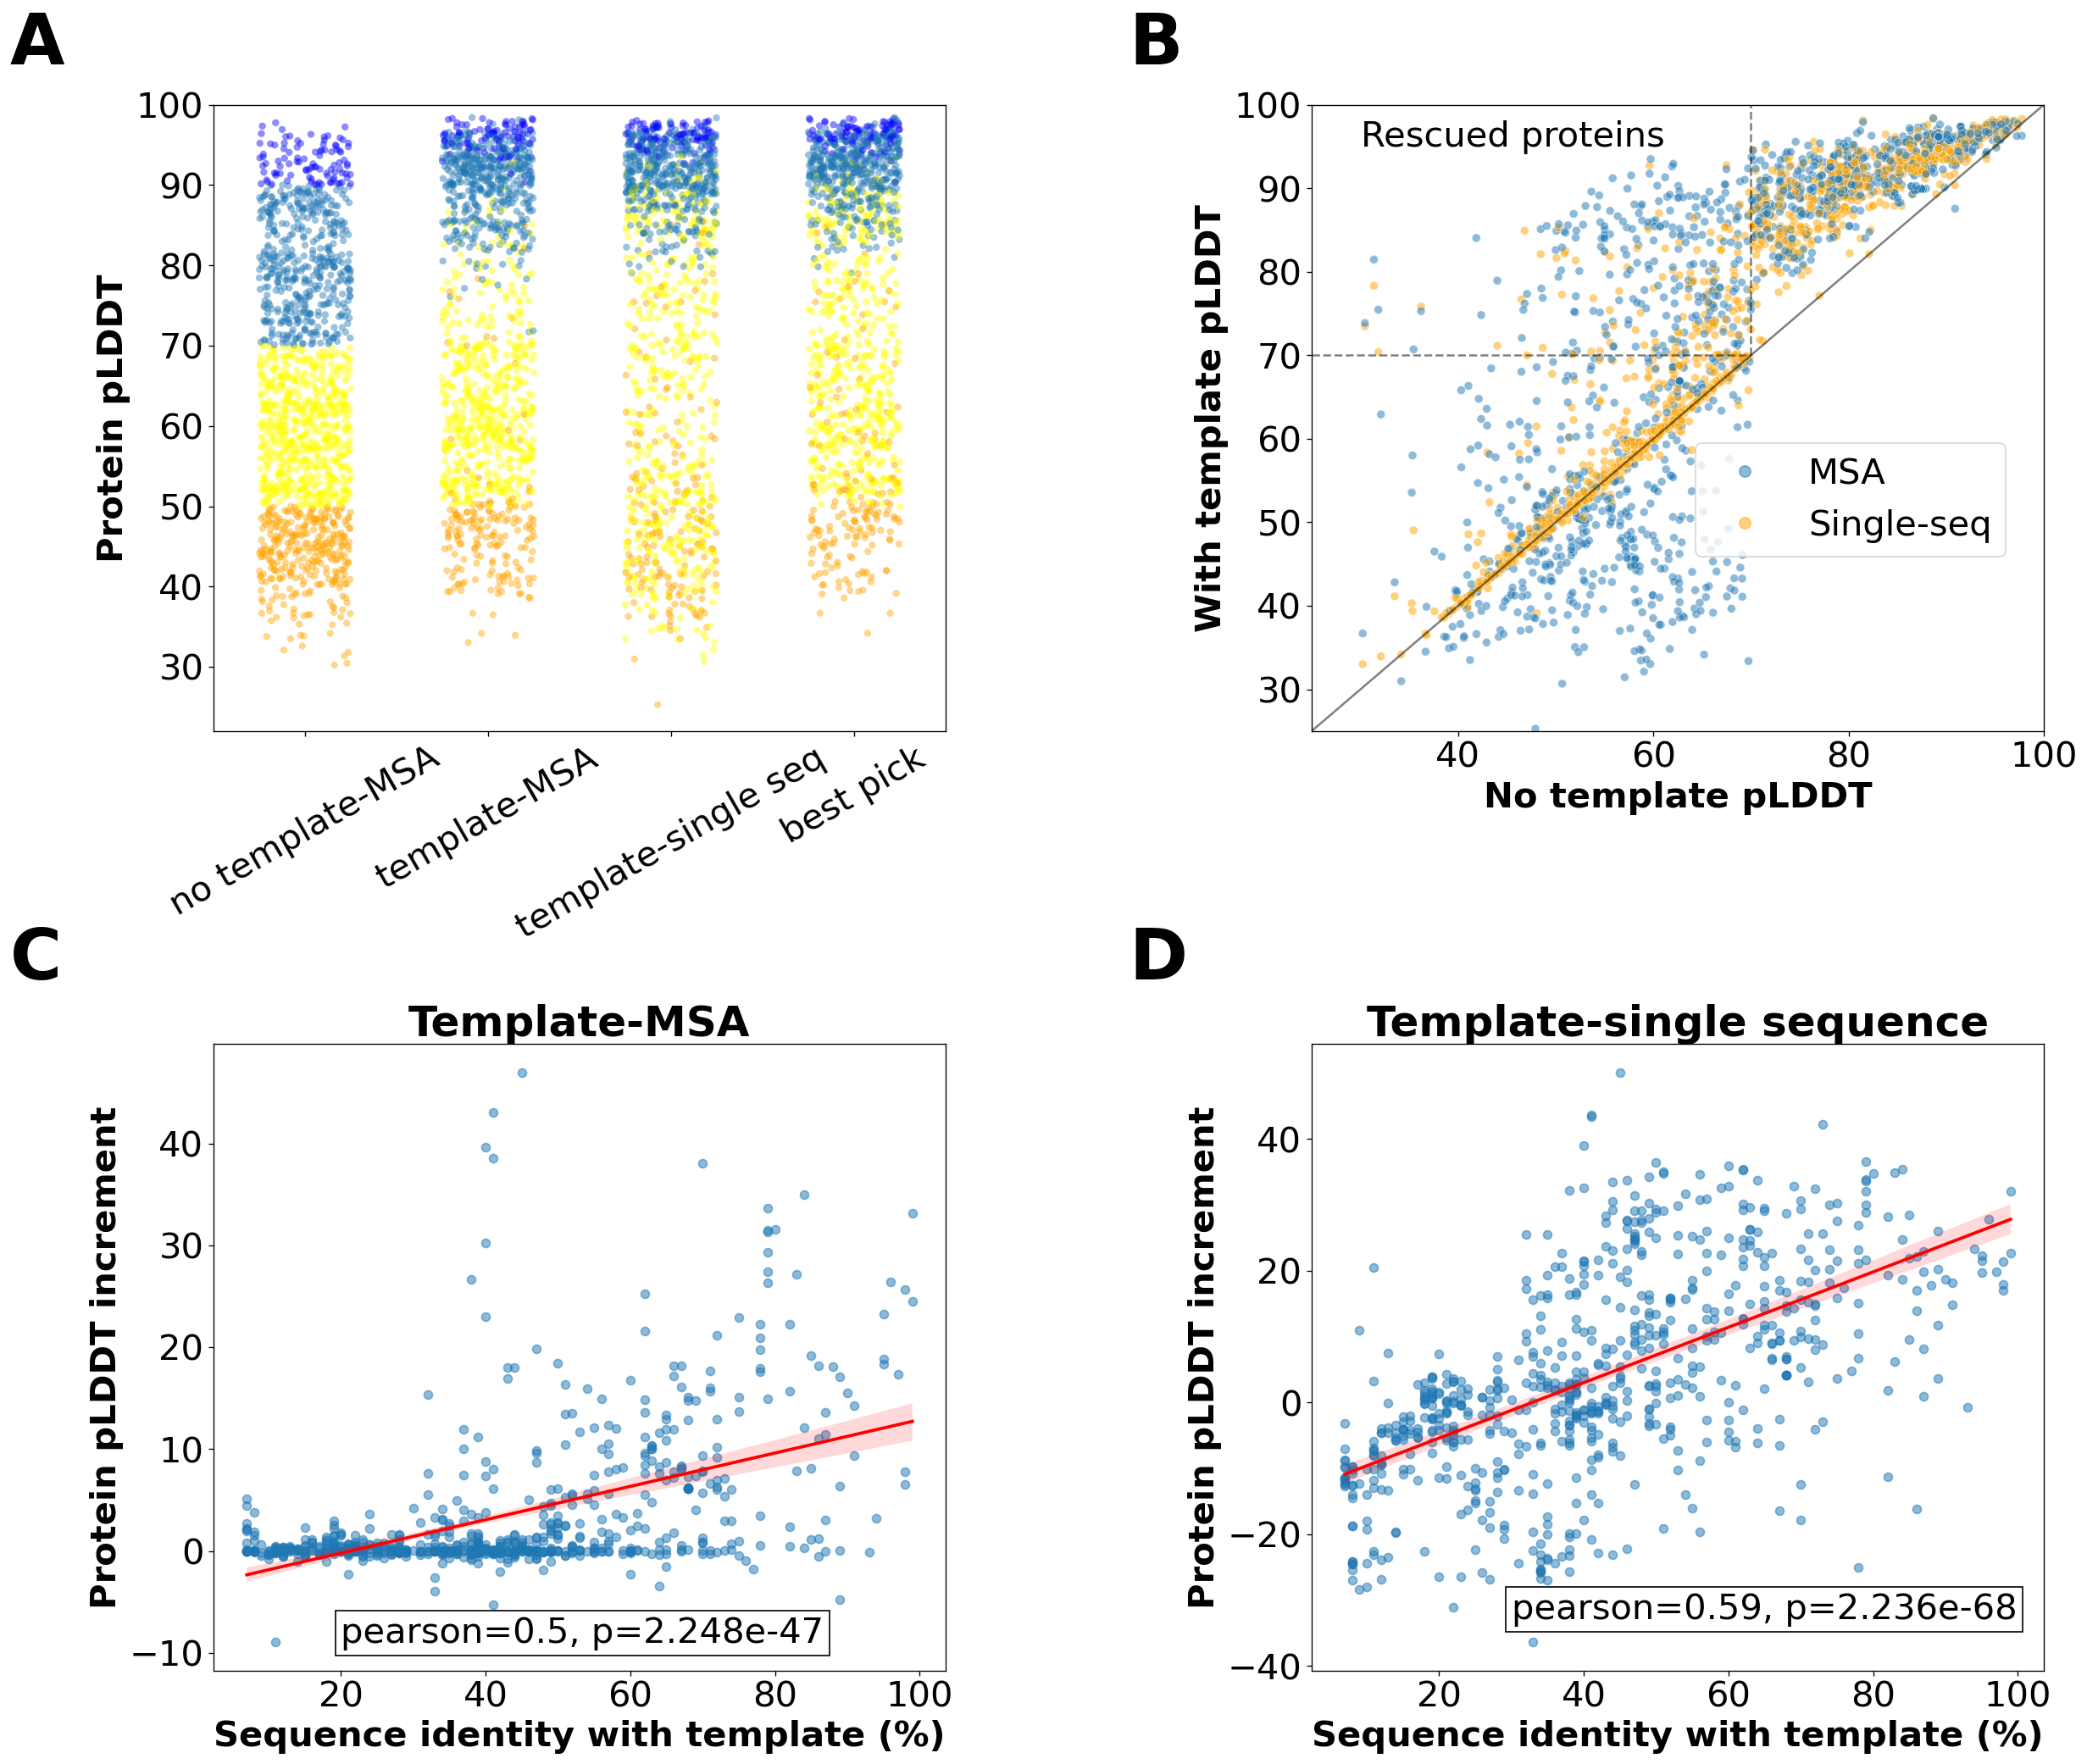 A
Protein pLDDT
100
90
80
70
60
50
40
30
no template-MSA
template-MSA
template-single seq
best pick
B
With template pLDDT
100
90
80
70
60
50
40
30
Rescued proteins
MSA
Single-seq
40
60
80
100
No template pLDDT
C
Template-MSA
Protein pLDDT increment
40
30
20
10
0
−10
pearson=0.5, p=2.248e-47
20
40
60
80
100
Sequence identity with template (%)
D
Template-single sequence
Protein pLDDT increment
40
20
0
−20
−40
pearson=0.59, p=2.236e-68
20
40
60
80
100
Sequence identity with template (%)